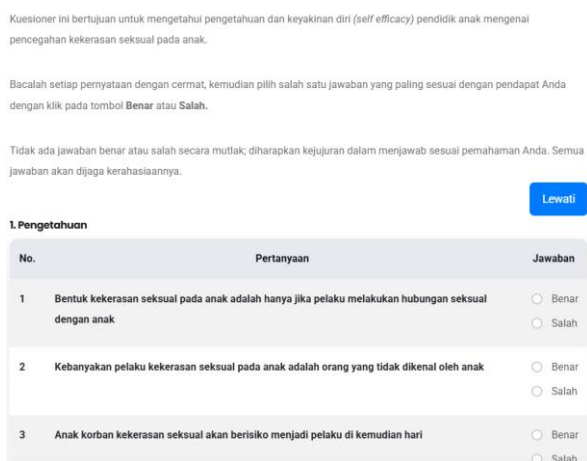 Kuesioner ini bertujuan untuk mengetahui pengetahuan dan keyakinan diri (self efficacy) pendidik anak mengenai
pencegahan kekerasan seksual pada anak.
Bacalah setiap pernyataan dengan cermat, kemudian pilih salah satu jawaban yang paling sesuai dengan pendapat Anda
dengan klik pada tombol Benar atau Salah.
Tidak ada jawaban benar atau salah secara mutlak; diharapkan kejujuran dalam menjawab sesuai pemahaman Anda. Semua
jawaban akan dijaga kerahasiaannya.
Lewati
1. Pengetahuan
No. Pertanyaan Jawaban
1 Bentuk kekerasan seksual pada anak adalah hanya jika pelaku melakukan hubungan seksual Benar
dengan anak Salah
2 Kebanyakan pelaku kekerasan seksual pada anak adalah orang yang tidak dikenal oleh anak Benar
Salah
3 Anak korban kekerasan seksual akan berisiko menjadi pelaku di kemudian hari Benar
Salah